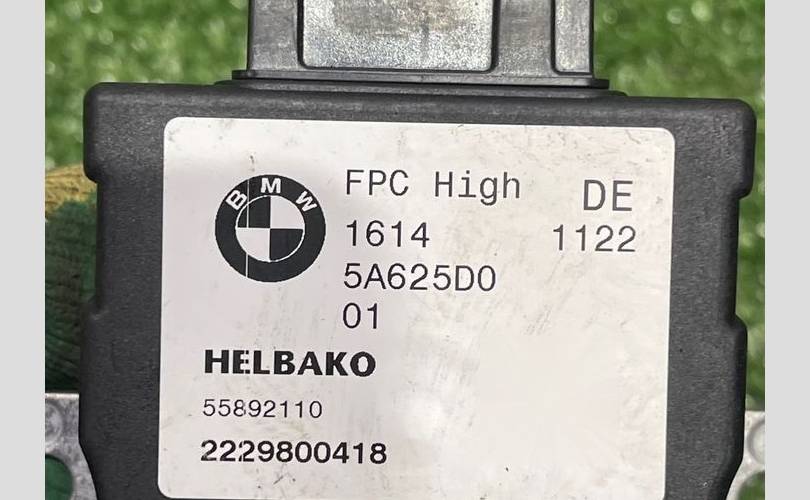 BMW
FPC High DE
1614 1122
5A625D0
01
HELBAKO
55892110
2229800418